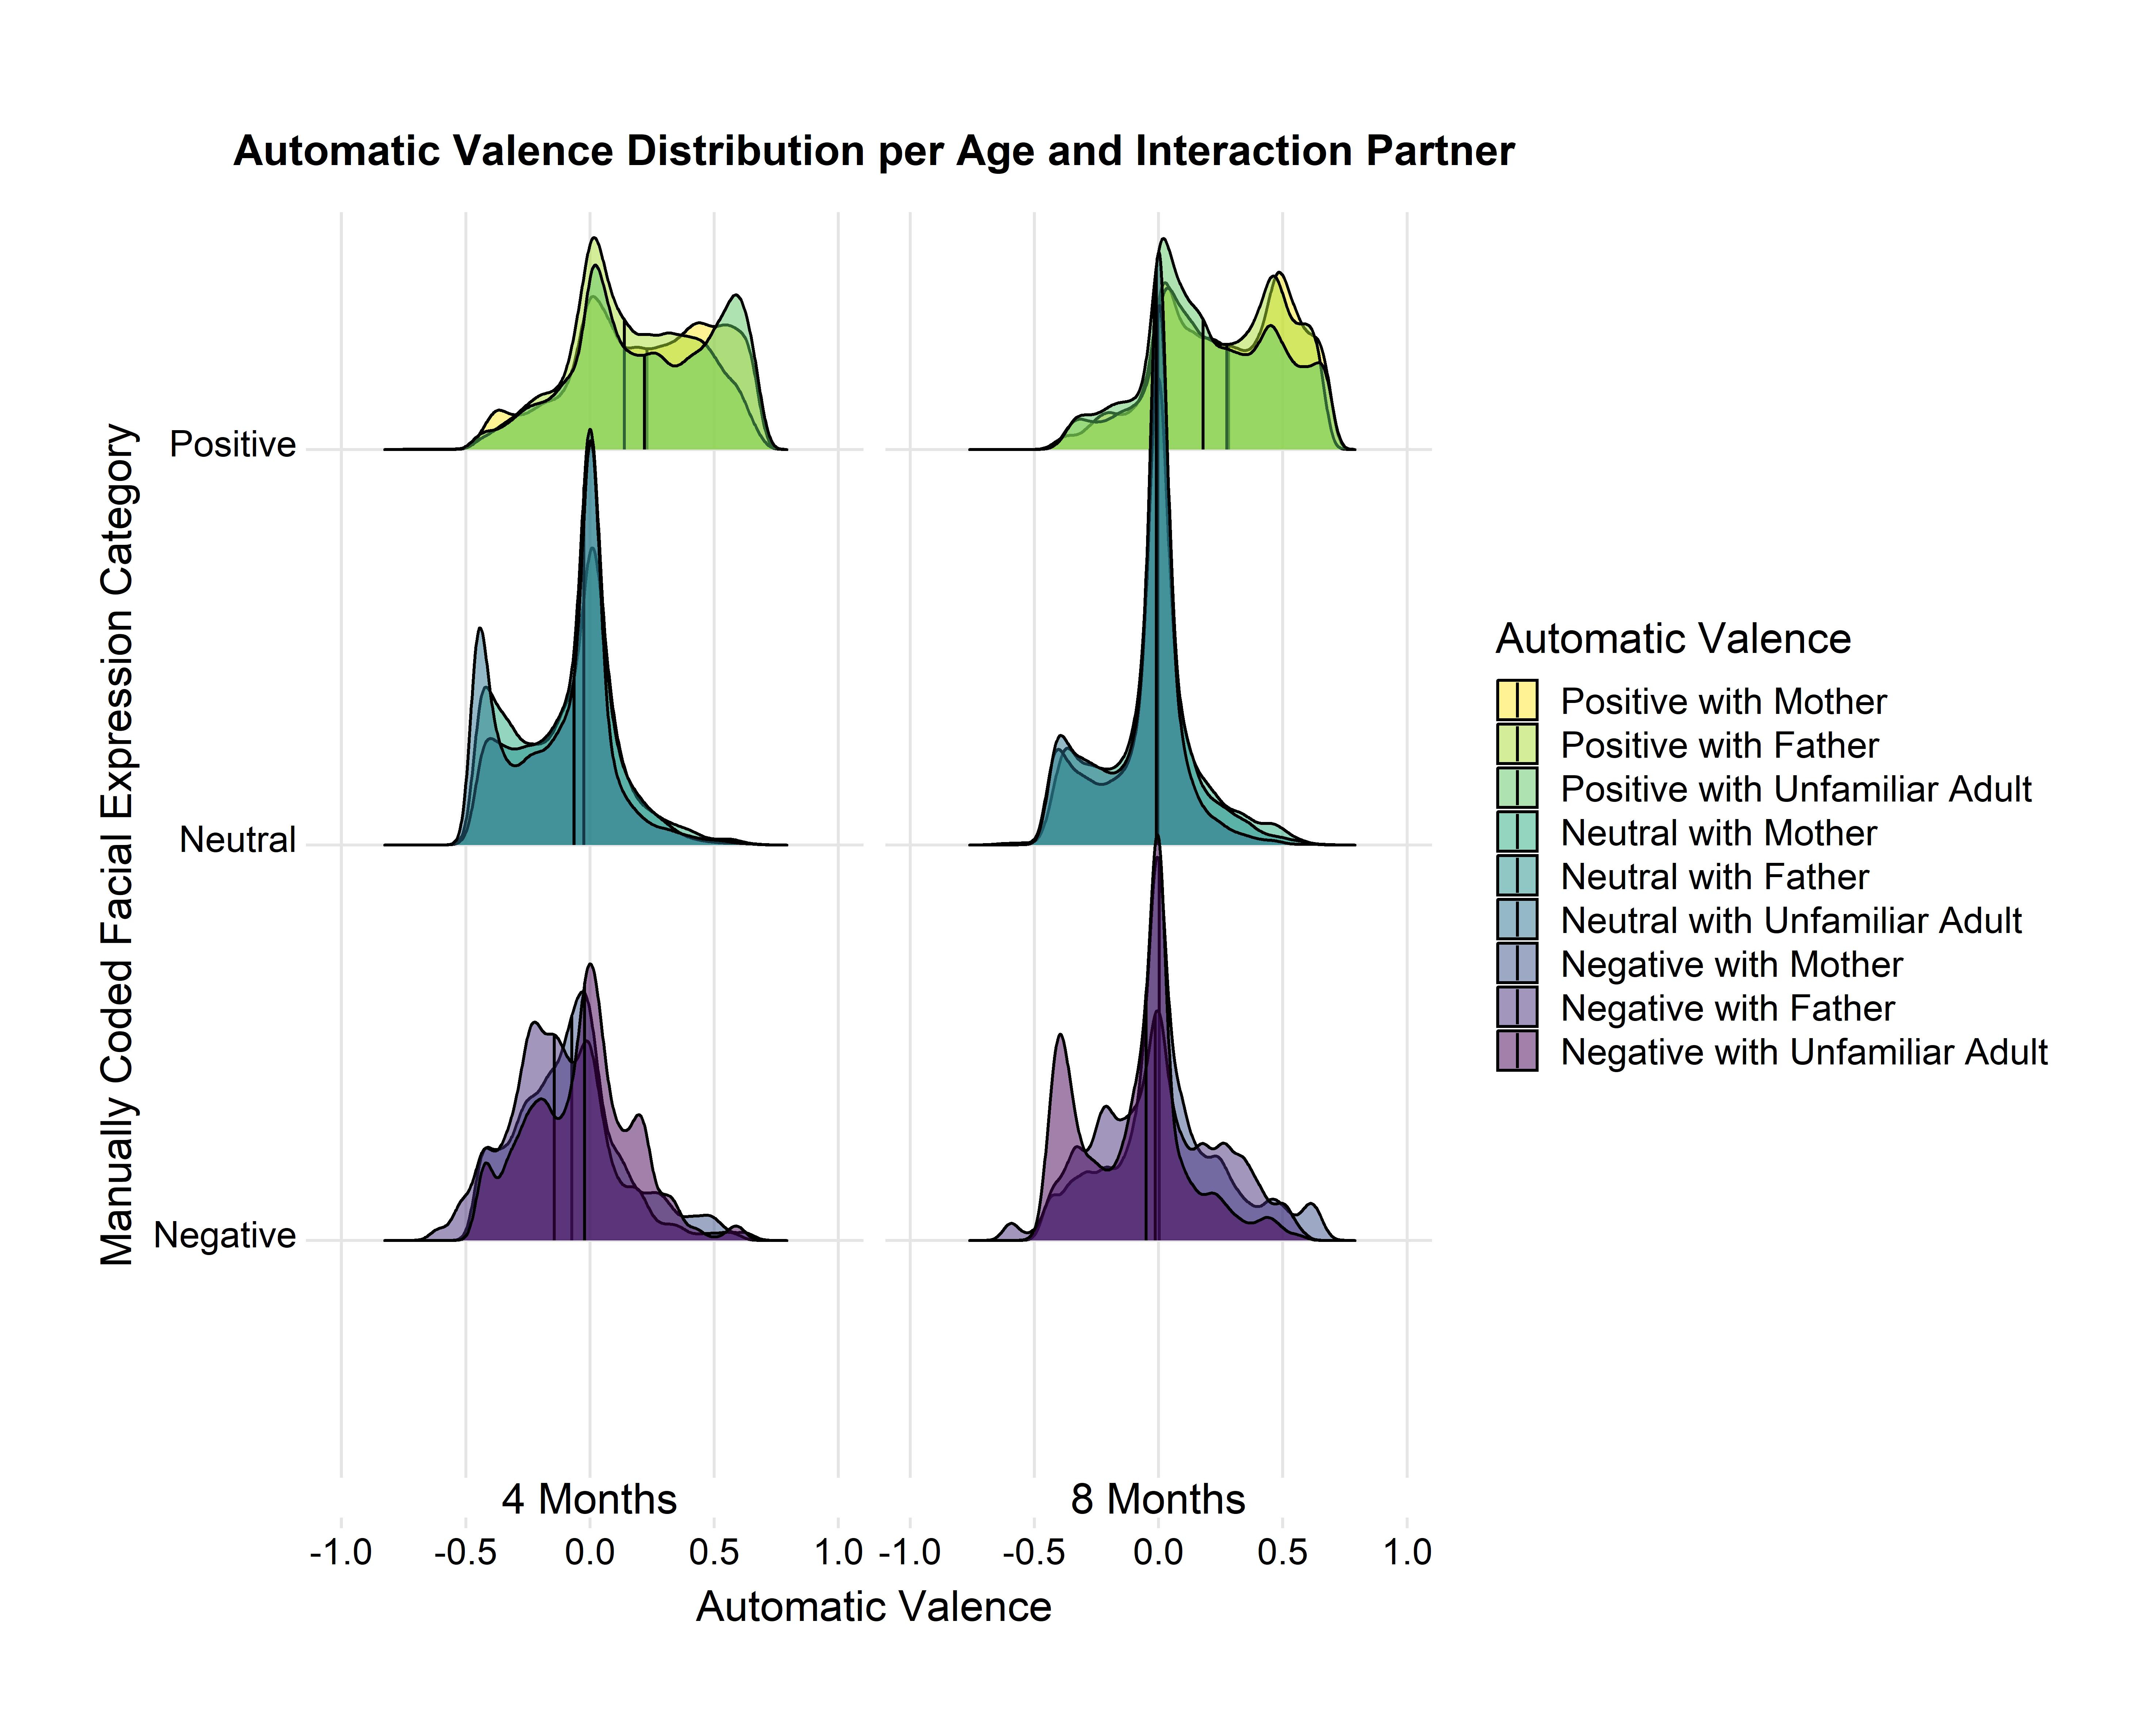 Automatic Valence Distribution per Age and Interaction Partner
Manually Coded Facial Expression Category
Positive
Neutral
Negative
4 Months
8 Months
-1.0 -0.5 0.0 0.5 1.0 -1.0 -0.5 0.0 0.5 1.0
Automatic Valence
Automatic Valence
Positive with Mother
Positive with Father
Positive with Unfamiliar Adult
Neutral with Mother
Neutral with Father
Neutral with Unfamiliar Adult
Negative with Mother
Negative with Father
Negative with Unfamiliar Adult